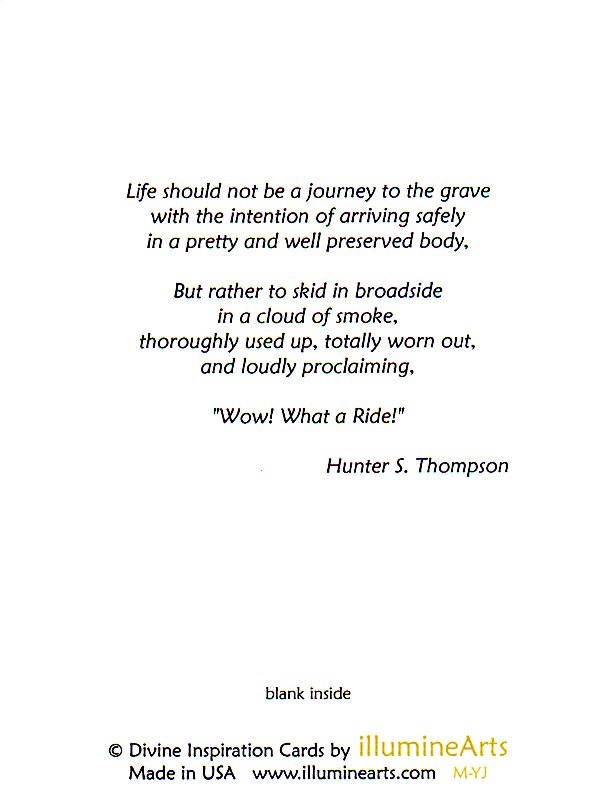 Life should not be a journey to the grave
with the intention of arriving safely
in a pretty and well preserved body,
But rather to skid in broadside
in a cloud of smoke,
thoroughly used up, totally worn out,
and loudly proclaiming,
"Wow! What a Ride!"
Hunter S. Thompson
blank inside
© Divine Inspiration Cards by illumineArts
Made in USA www.illuminearts.com M-YJ